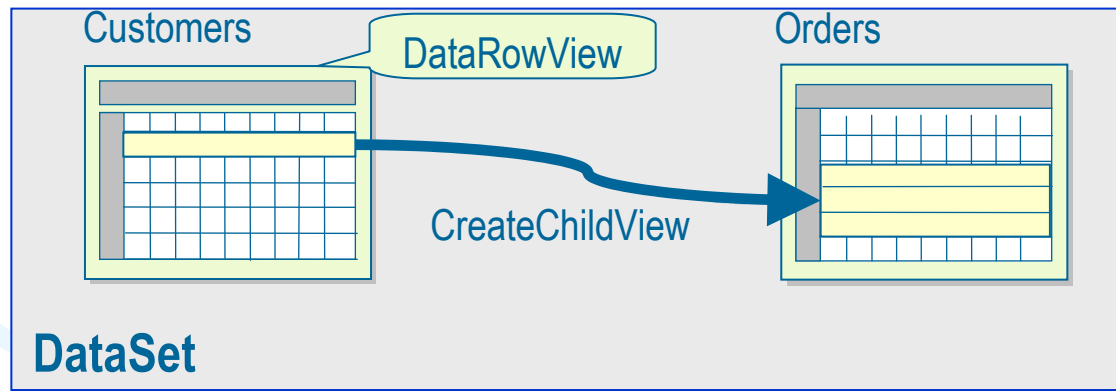 Customers
DataRowView
Orders
CreateChildView
DataSet